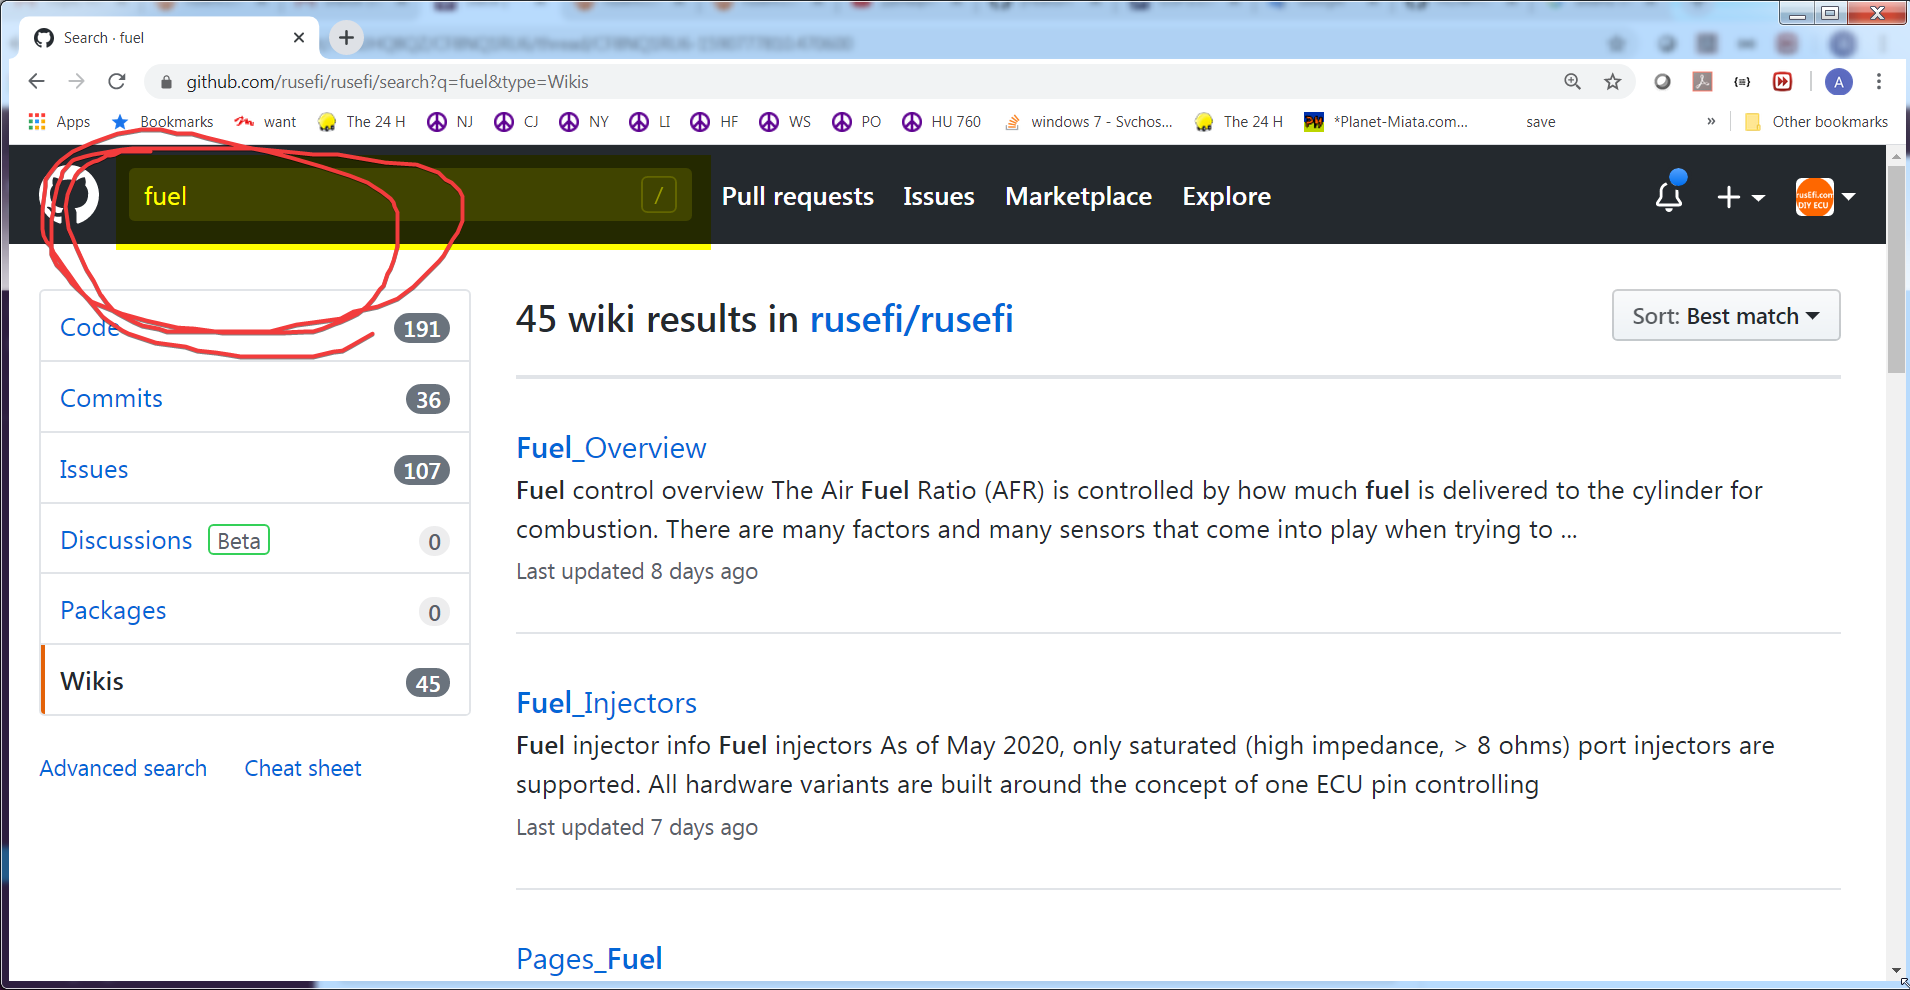 Search · fuel
github.com/rusefi/rusefi/search?q=fuel&type=Wikis
A
Apps Bookmarks want The 24 H NJ CJ NY LI HF WS PO HU 760 windows 7 - Svchos... The 24 H *Planet-Miata.com... save » Other bookmarks
fuel / Pull requests Issues Marketplace Explore
rusEfi.com
DIY ECU
Code 191
Commits 36
Issues 107
Discussions Beta 0
Packages 0
Wikis 45
Advanced search Cheat sheet
45 wiki results in rusefi/rusefi
Sort: Best match
Fuel_Overview
Fuel control overview The Air Fuel Ratio (AFR) is controlled by how much fuel is delivered to the cylinder for
combustion. There are many factors and many sensors that come into play when trying to ...
Last updated 8 days ago
Fuel_Injectors
Fuel injector info Fuel injectors As of May 2020, only saturated (high impedance, > 8 ohms) port injectors are
supported. All hardware variants are built around the concept of one ECU pin controlling
Last updated 7 days ago
Pages_Fuel